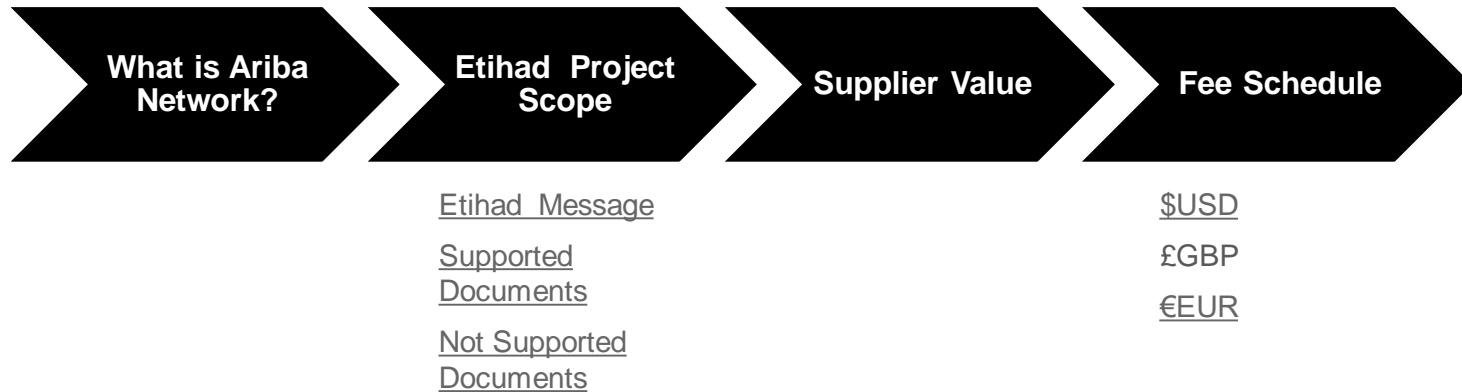 What is Ariba
Network?
Etihad Project
Scope
Supplier Value
Fee Schedule
Etihad Message
Supported
Documents
Not Supported
Documents
$USD
£GBP
€EUR